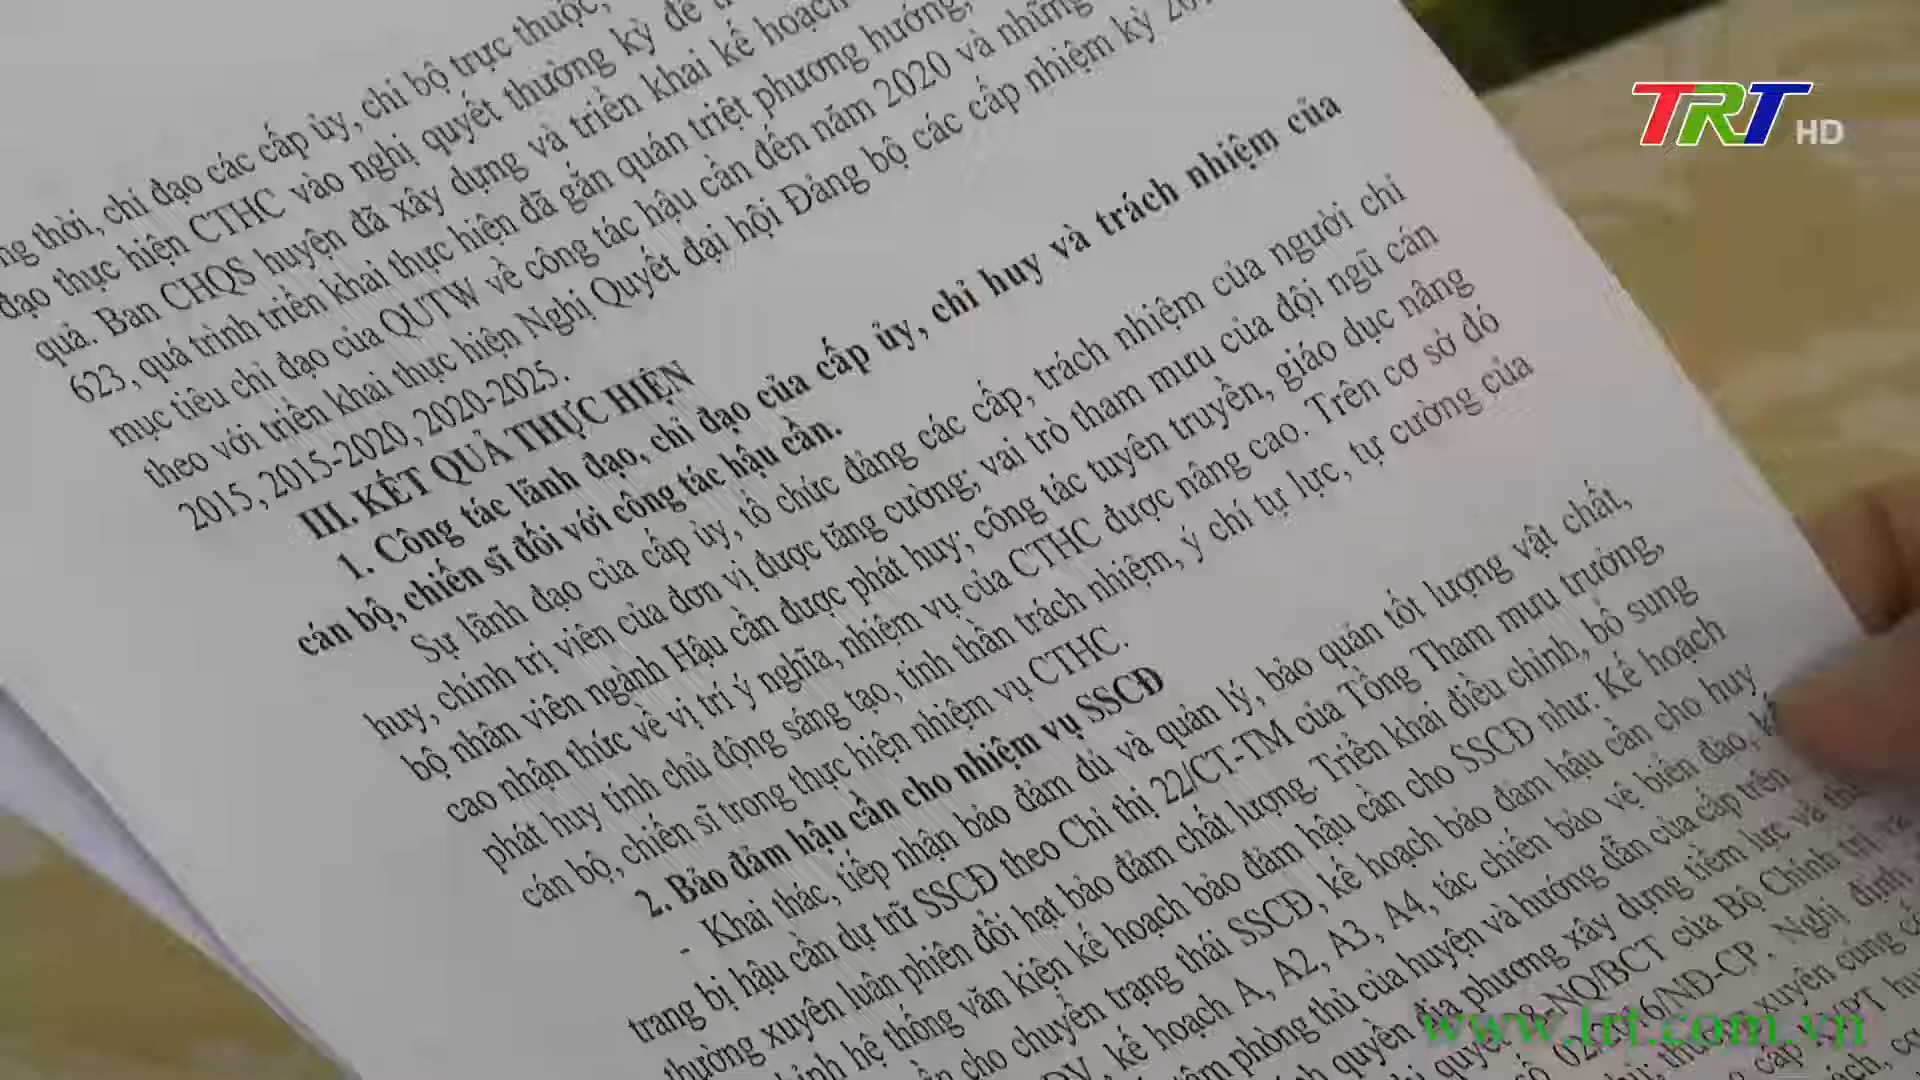 TRT HD
thời, chỉ đạo các cấp ủy, chi bộ trực thuộc,
đạo thực hiện CTHC vào nghị quyết thường kỳ để
quả. Ban CHQS huyện đã xây dựng và triển khai kế hoạch
623, quá trình triển khai thực hiện đã gắn quán triệt phương hướng,
mục tiêu chỉ đạo của QUTW về công tác hậu cần đến năm 2020 và những
theo với triển khai thực hiện Nghị Quyết đại hội Đảng bộ các cấp nhiệm kỳ
2015, 2015-2020, 2020-2025.
III. KẾT QUẢ THỰC HIỆN
1. Công tác lãnh đạo, chỉ đạo của cấp ủy, chỉ huy và trách nhiệm của
cán bộ, chiến sĩ đối với công tác hậu cần.
Sự lãnh đạo của cấp ủy, tổ chức đảng các cấp, trách nhiệm của người chỉ
huy, chính trị viên của đơn vị được tăng cường; vai trò tham mưu của đội ngũ cán
bộ nhân viên ngành Hậu cần được phát huy; công tác tuyên truyền, giáo dục nâng
cao nhận thức về vị trí ý nghĩa, nhiệm vụ của CTHC được nâng cao. Trên cơ sở đó
phát huy tính chủ động sáng tạo, tinh thần trách nhiệm, ý chí tự lực, tự cường của
cán bộ, chiến sĩ trong thực hiện nhiệm vụ CTHC.
2. Bảo đảm hậu cần cho nhiệm vụ SSCĐ
- Khai thác, tiếp nhận bảo đảm đủ và quản lý, bảo quản tốt lượng vật chất,
trang bị hậu cần dự trữ SSCĐ theo Chỉ thị 22/CT-TM của Tổng Tham mưu trưởng,
thường xuyên luân phiên đổi hạt bảo đảm chất lượng. Triển khai điều chỉnh, bổ sung
hệ thống văn kiện kế hoạch bảo đảm hậu cần cho SSCĐ như: Kế hoạch
cho chuyển trạng thái SSCĐ, kế hoạch bảo đảm hậu cần cho huy
kế hoạch A, A2, A3, A4, tác chiến bảo vệ biển đảo,
phòng thủ của huyện và hướng dẫn của cấp trên
quyền địa phương xây dựng tiềm lực và
của Bộ Chính trị
Nghị định
xuyên củng
www.trt.com.vn